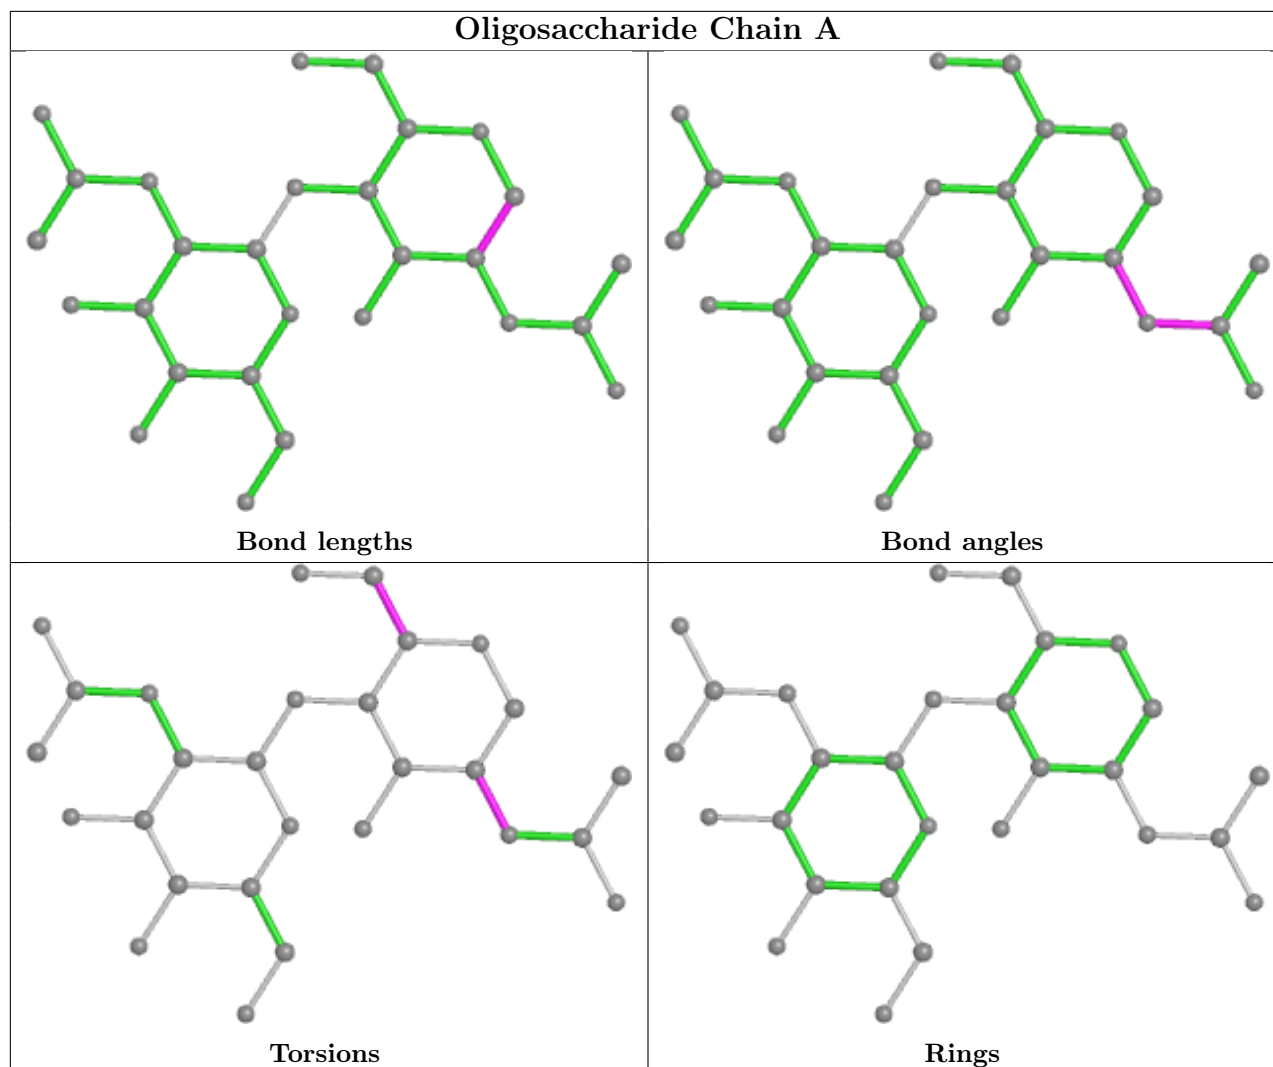 Oligosaccharide Chain A
Bond lengths
Bond angles
Torsions
Rings